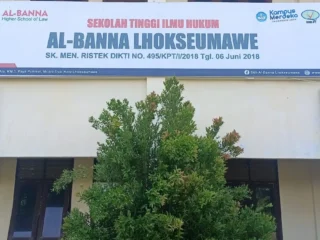 AL-BANNA
Higher School of Law
SEKOLAH TINGGI ILMU HUKUM
AL-BANNA LHOKSEUMAWE
SK. MEN. RISTEK DIKTI NO. 495/KPT/I/2018 Tgl. 06 Juni 2018
Kampus
Merdeka